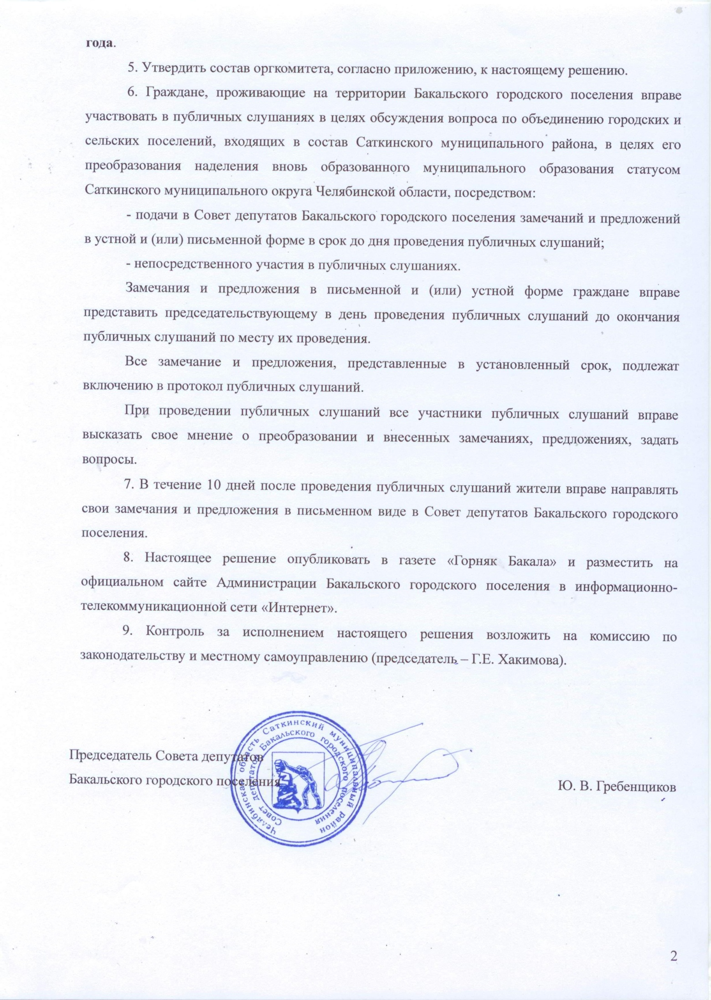 года.
5. Утвердить состав оргкомитета, согласно приложению, к настоящему решению.
6. Граждане, проживающие на территории Бакальского городского поселения вправе
участвовать в публичных слушаниях в целях обсуждения вопроса по объединению городских и
сельских поселений, входящих в состав Саткинского муниципального района, в целях его
преобразования наделения вновь образованного муниципального образования статусом
Саткинского муниципального округа Челябинской области, посредством:
- подачи в Совет депутатов Бакальского городского поселения замечаний и предложений
в устной и (или) письменной форме в срок до дня проведения публичных слушаний;
- непосредственного участия в публичных слушаниях.
Замечания и предложения в письменной и (или) устной форме граждане вправе
представить председательствующему в день проведения публичных слушаний до окончания
публичных слушаний по месту их проведения.
Все замечание и предложения, представленные в установленный срок, подлежат
включению в протокол публичных слушаний.
При проведении публичных слушаний все участники публичных слушаний вправе
высказать свое мнение о преобразовании и внесенных замечаниях, предложениях, задать
вопросы.
7. В течение 10 дней после проведения публичных слушаний жители вправе направлять
свои замечания и предложения в письменном виде в Совет депутатов Бакальского городского
поселения.
8. Настоящее решение опубликовать в газете «Горняк Бакала» и разместить на
официальном сайте Администрации Бакальского городского поселения в информационно-
телекоммуникационной сети «Интернет».
9. Контроль за исполнением настоящего решения возложить на комиссию по
законодательству и местному самоуправлению (председатель – Г.Е. Хакимова).
Председатель Совета депутатов
Бакальского городского поселения
Ю. В. Гребенщиков
Челябинская область Саткинский муниципальный район
Совет депутатов Бакальского городского поселения
2